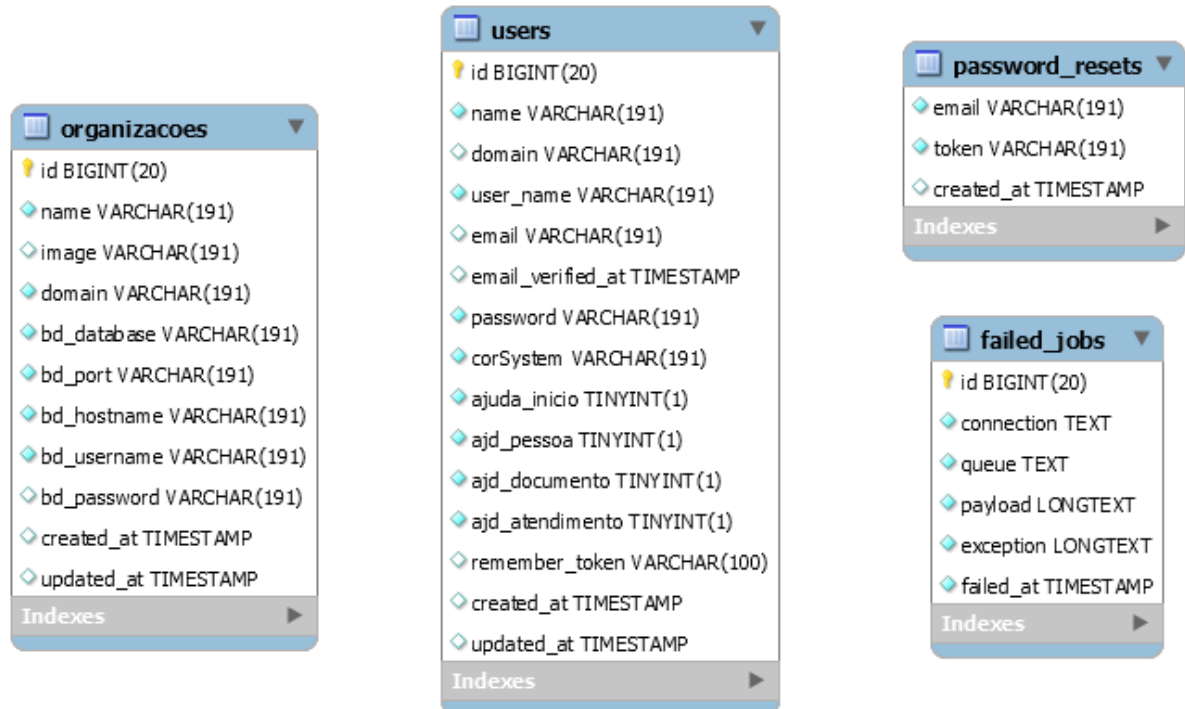 organizacoes
id BIGINT(20)
name VARCHAR(191)
image VARCHAR(191)
domain VARCHAR(191)
bd_database VARCHAR(191)
bd_port VARCHAR(191)
bd_hostname VARCHAR(191)
bd_username VARCHAR(191)
bd_password VARCHAR(191)
created_at TIMESTAMP
updated_at TIMESTAMP
Indexes
users
id BIGINT(20)
name VARCHAR(191)
domain VARCHAR(191)
user_name VARCHAR(191)
email VARCHAR(191)
email_verified_at TIMESTAMP
password VARCHAR(191)
corSystem VARCHAR(191)
ajuda_inicio TINYINT(1)
ajd_pessoa TINYINT(1)
ajd_documento TINYINT(1)
ajd_atendimento TINYINT(1)
remember_token VARCHAR(100)
created_at TIMESTAMP
updated_at TIMESTAMP
Indexes
password_resets
email VARCHAR(191)
token VARCHAR(191)
created_at TIMESTAMP
Indexes
failed_jobs
id BIGINT(20)
connection TEXT
queue TEXT
payload LONGTEXT
exception LONGTEXT
failed_at TIMESTAMP
Indexes